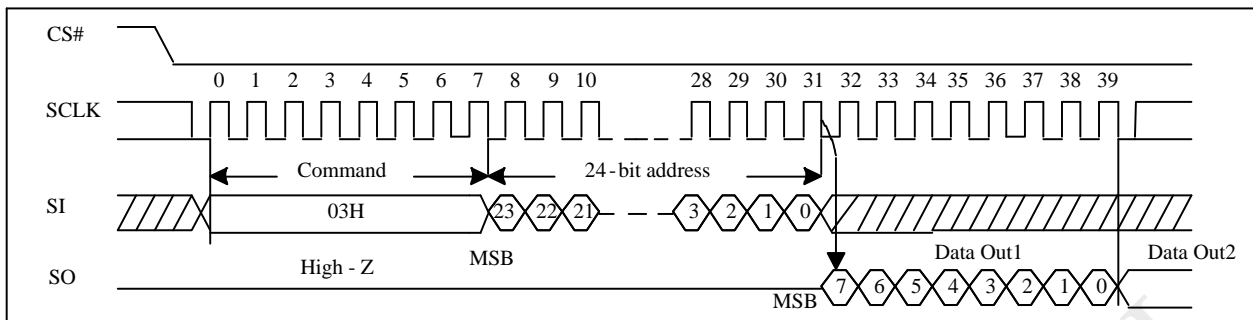 CS#
0 1 2 3 4 5 6 7 8 9 10 28 29 30 31 32 33 34 35 36 37 38 39
SCLK
Command 24-bit address
SI 03H 23 22 21 3 2 1 0
High - Z MSB Data Out1 Data Out2
SO 7 6 5 4 3 2 1 0
MSB